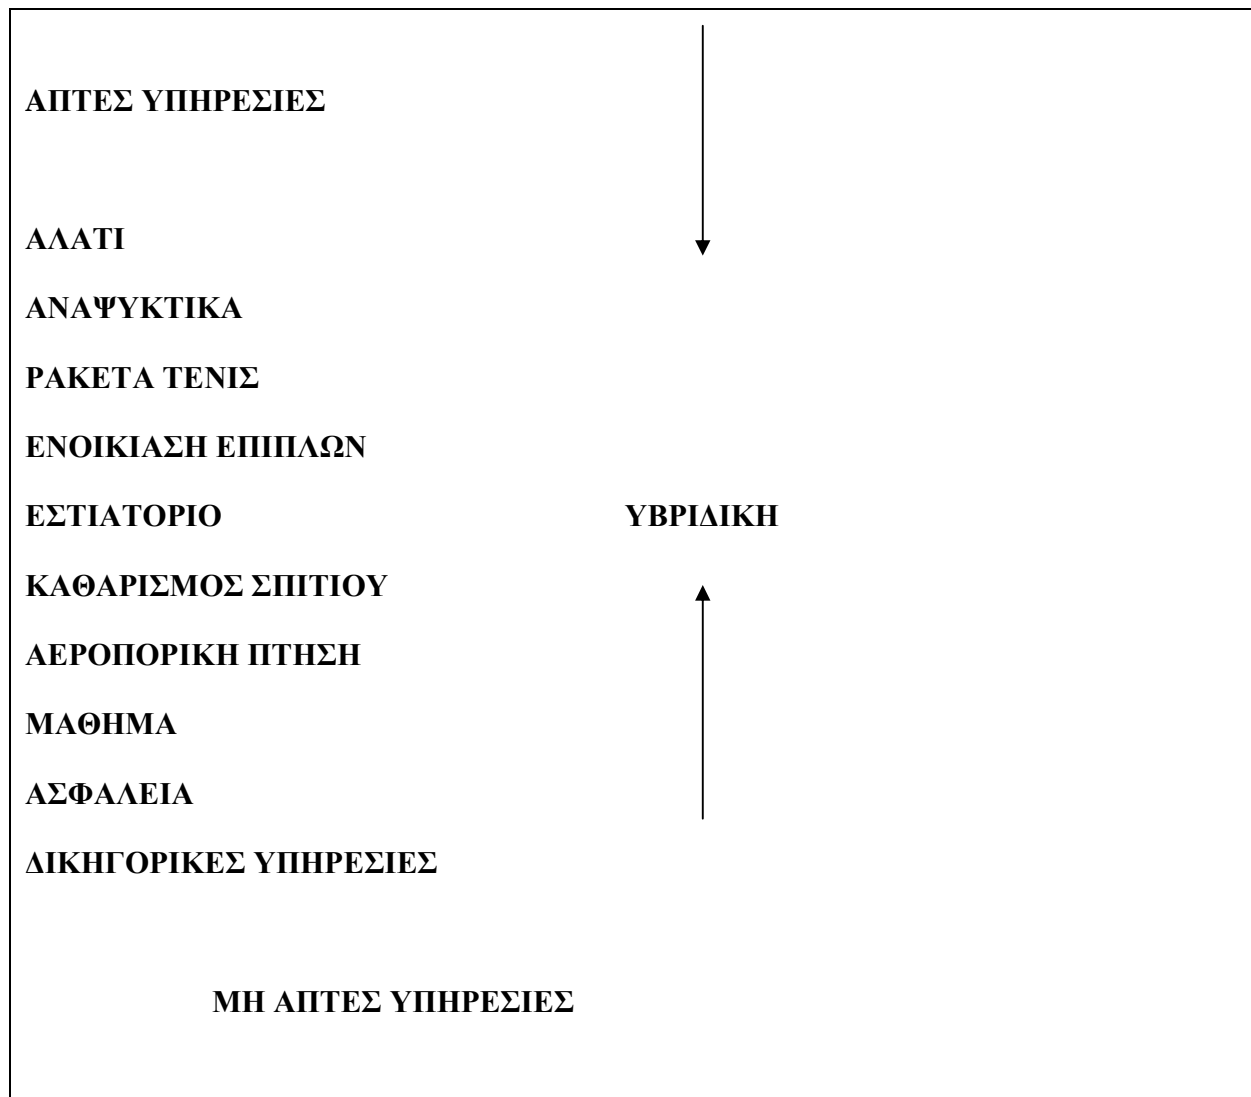 ΑΠΤΕΣ ΥΠΗΡΕΣΙΕΣ
ΑΛΑΤΙ
ΑΝΑΨΥΚΤΙΚΑ
ΡΑΚΕΤΑ ΤΕΝΙΣ
ΕΝΟΙΚΙΑΣΗ ΕΠΙΠΛΩΝ
ΕΣΤΙΑΤΟΡΙΟ ΥΒΡΙΔΙΚΗ
ΚΑΘΑΡΙΣΜΟΣ ΣΠΙΤΙΟΥ
ΑΕΡΟΠΟΡΙΚΗ ΠΤΗΣΗ
ΜΑΘΗΜΑ
ΑΣΦΑΛΕΙΑ
ΔΙΚΗΓΟΡΙΚΕΣ ΥΠΗΡΕΣΙΕΣ
ΜΗ ΑΠΤΕΣ ΥΠΗΡΕΣΙΕΣ